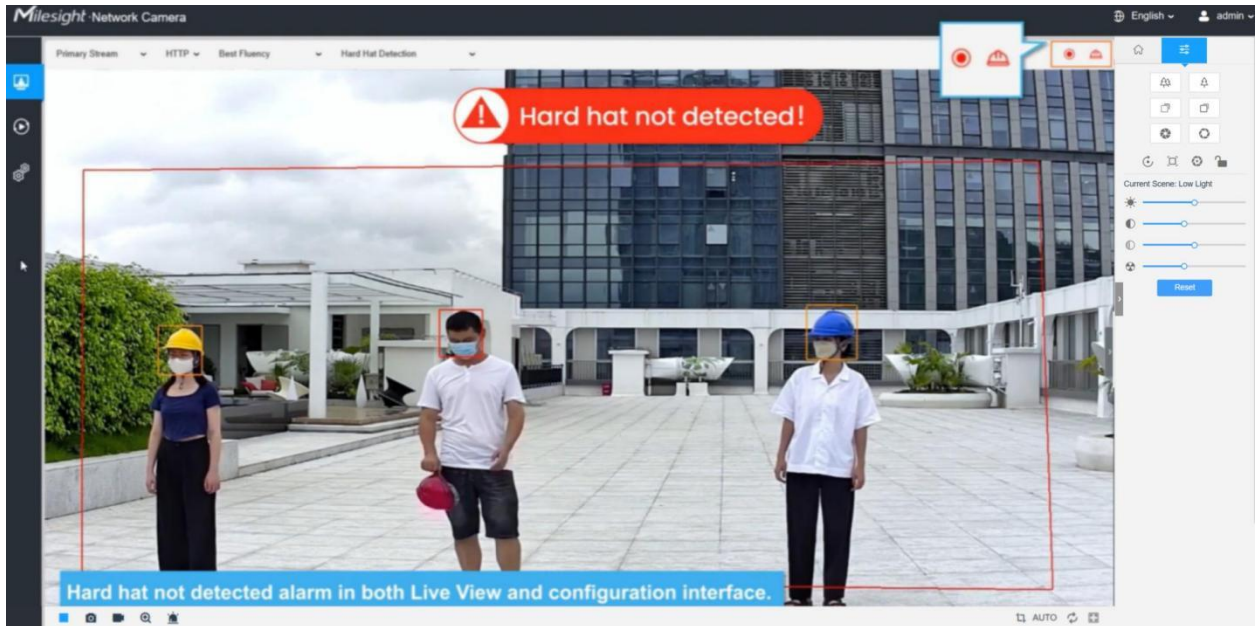 Milesight Network Camera
English
admin
Primary Stream
HTTP
Best Fluency
Hard Hat Detection
Hard hat not detected!
Current Scene: Low Light
Reset
Hard hat not detected alarm in both Live View and configuration interface.
AUTO